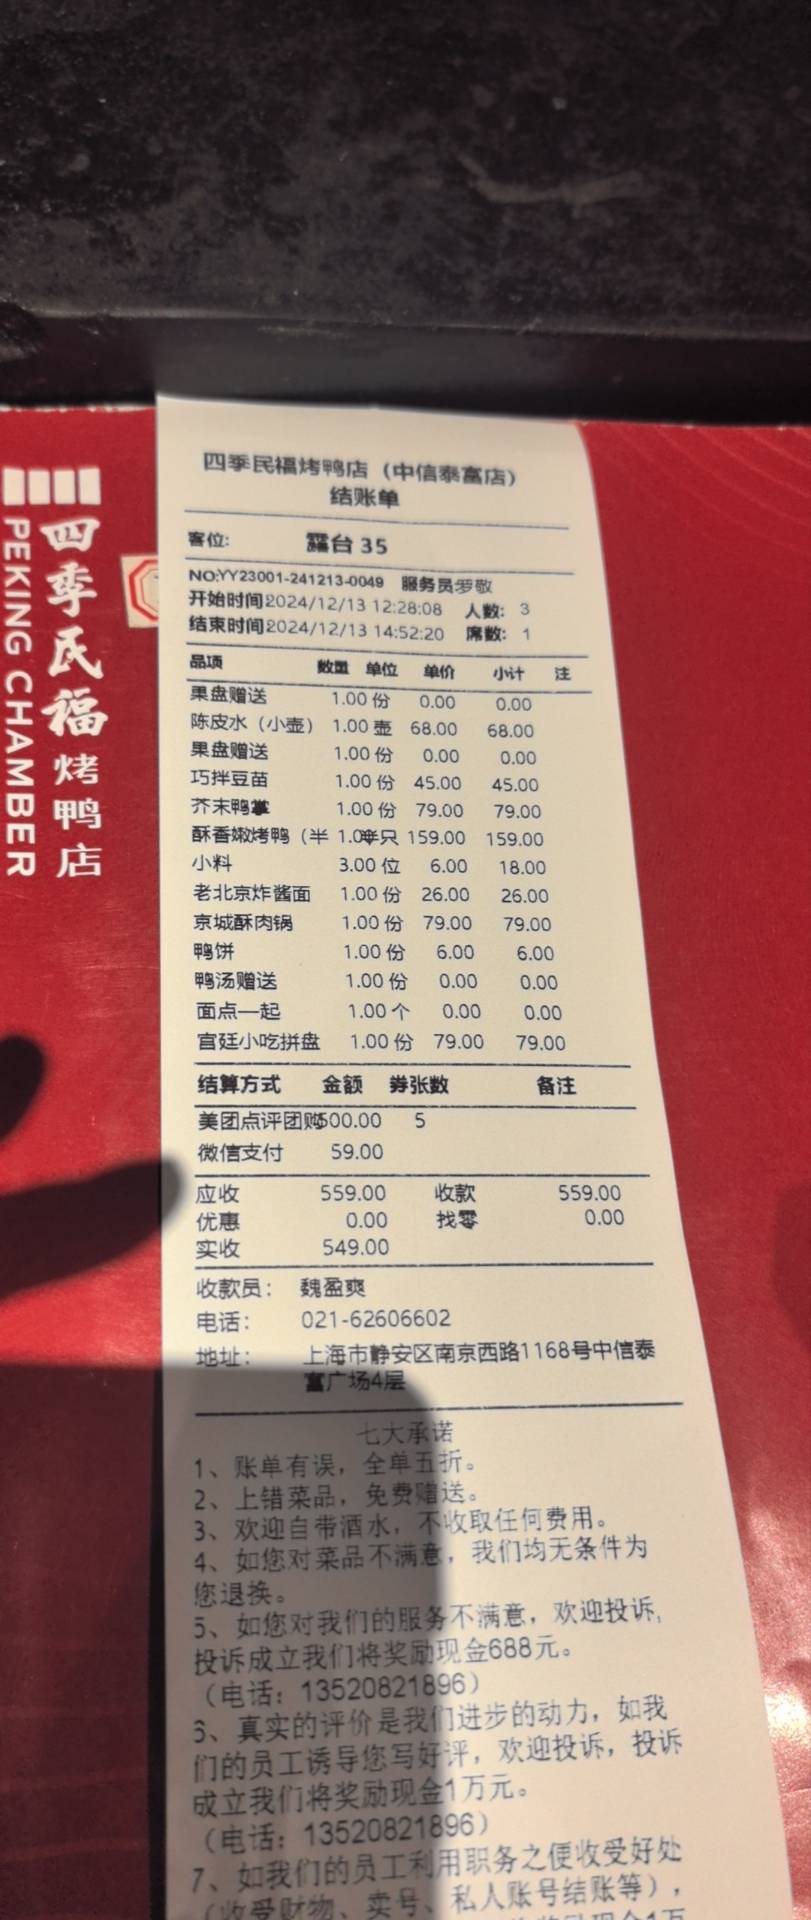 四季民福烤鸭店
PEKING CHAMBER
四季民福烤鸭店（中信泰富店）
结账单
客位: 露台 35
NO:YY23001-241213-0049 服务员:罗敬
开始时间2024/12/13 12:28:08 人数: 3
结束时间2024/12/13 14:52:20 席数: 1
品项 数量 单位 单价 小计 注
果盘赠送 1.00 份 0.00 0.00
陈皮水（小壶） 1.00 壶 68.00 68.00
果盘赠送 1.00 份 0.00 0.00
巧拌豆苗 1.00 份 45.00 45.00
芥末鸭掌 1.00 份 79.00 79.00
酥香嫩烤鸭（半 1.00半只 159.00 159.00
小料 3.00 位 6.00 18.00
老北京炸酱面 1.00 份 26.00 26.00
京城酥肉锅 1.00 份 79.00 79.00
鸭饼 1.00 份 6.00 6.00
鸭汤赠送 1.00 份 0.00 0.00
面点一起 1.00 个 0.00 0.00
宫廷小吃拼盘 1.00 份 79.00 79.00
结算方式 金额 券张数 备注
美团点评团购500.00 5
微信支付 59.00
应收 559.00 收款 559.00
优惠 0.00 找零 0.00
实收 549.00
收款员: 魏盈爽
电话: 021-62606602
地址: 上海市静安区南京西路1168号中信泰
富广场4层
七大承诺
1、账单有误，全单五折。
2、上错菜品，免费赠送。
3、欢迎自带酒水，不收取任何费用。
4、如您对菜品不满意，我们均无条件为
您退换。
5、如您对我们的服务不满意，欢迎投诉,
投诉成立我们将奖励现金688元。
（电话：13520821896）
6、真实的评价是我们进步的动力，如我
们的员工诱导您写好评，欢迎投诉，投诉
成立我们将奖励现金1万元。
（电话：13520821896）
7、如我们的员工利用职务之便收受好处
（收受财物、卖号、私人账号结账等），